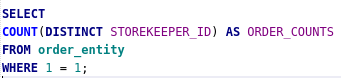 SELECT
COUNT(DISTINCT STOREKEEPER_ID) AS ORDER_COUNTS
FROM order_entity
WHERE 1 = 1;